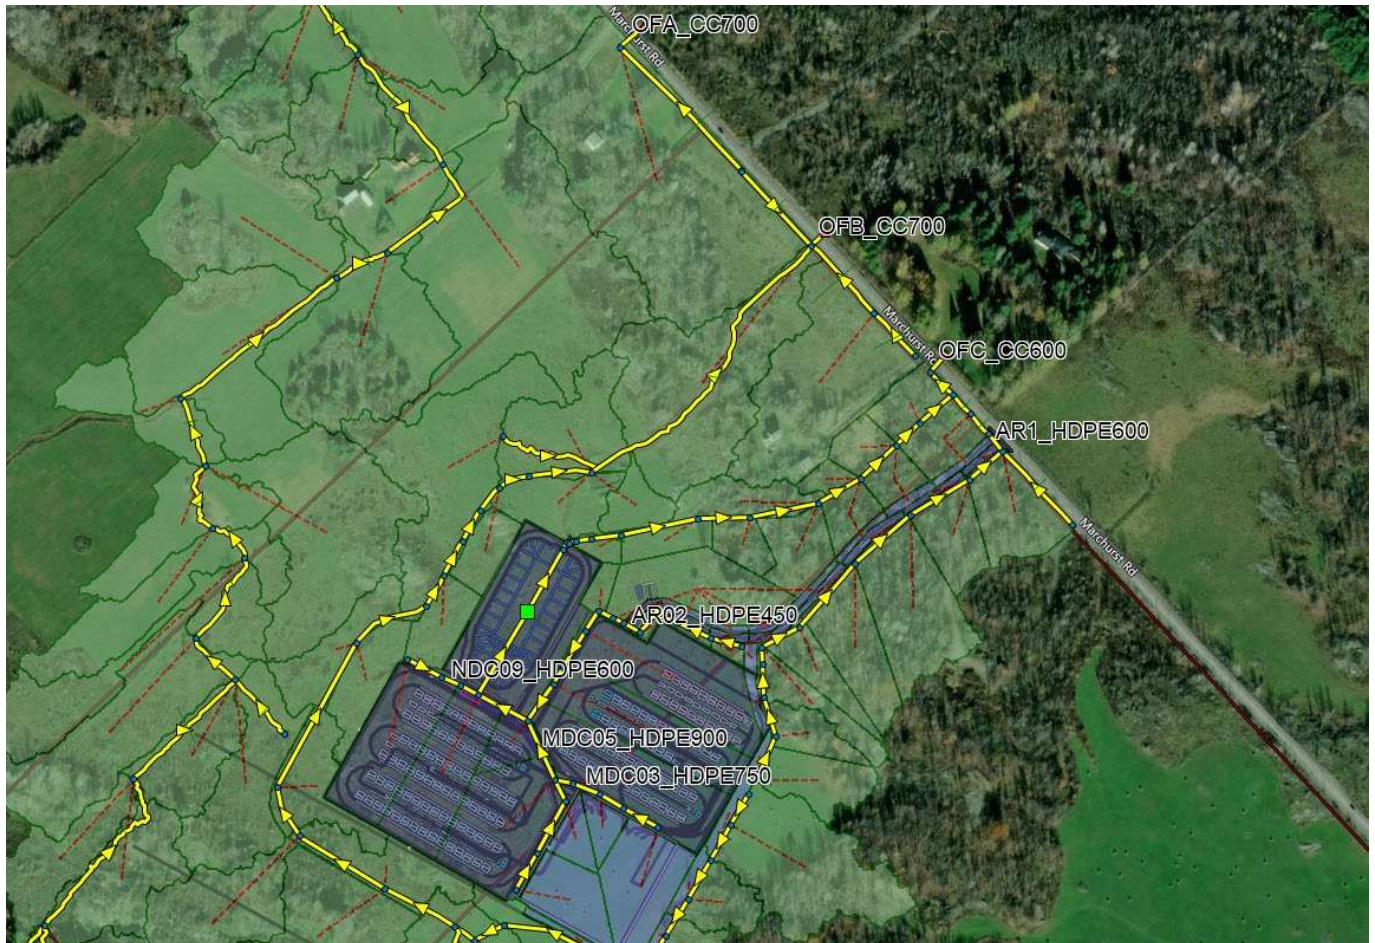 OFA_CC700
Marchurst Rd
OFB_CC700
Marchurst Rd
OFC_CC600
AR1_HDPE600
Marchurst Rd
AR02_HDPE450
NDC09_HDPE600
MDC05_HDPE900
MDC03_HDPE750